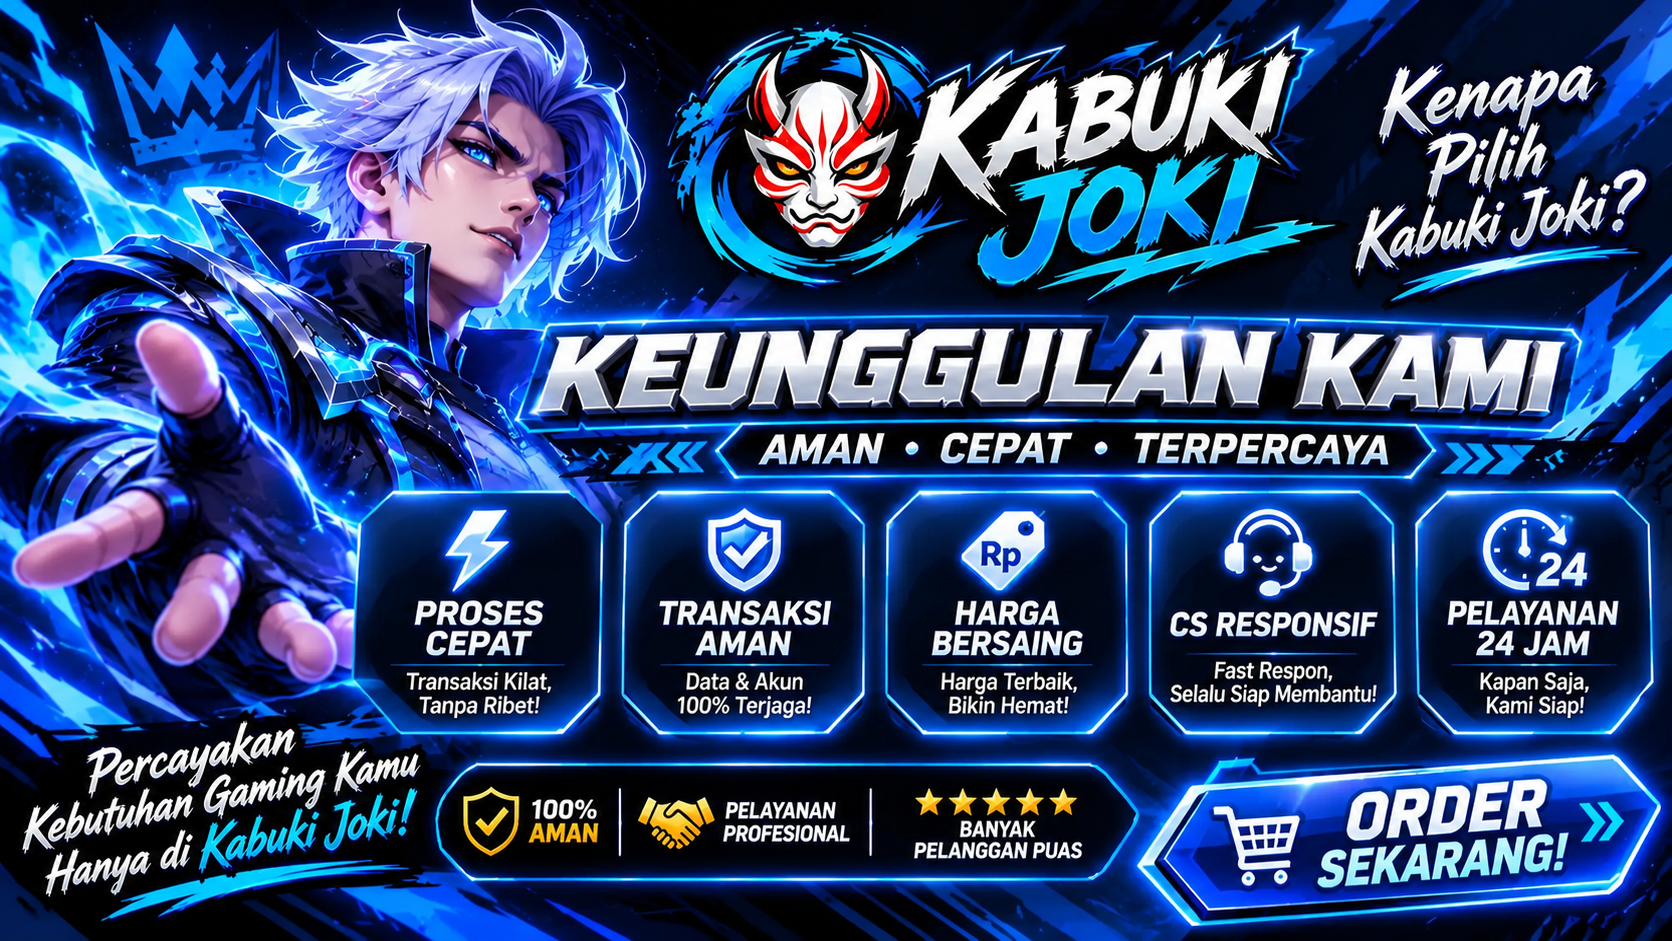 KABUKI
JOKI
Kenapa
Pilih
Kabuki Joki?
KEUNGGULAN KAMI
AMAN • CEPAT • TERPERCAYA
PROSES
CEPAT
Transaksi Kilat,
Tanpa Ribet!
TRANSAKSI
AMAN
Data & Akun
100% Terjaga!
Rp
HARGA
BERSAING
Harga Terbaik,
Bikin Hemat!
CS RESPONSIF
Fast Respon,
Selalu Siap Membantu!
24
PELAYANAN
24 JAM
Kapan Saja,
Kami Siap!
Percayakan
Kebutuhan Gaming Kamu
Hanya di Kabuki Joki!
100%
AMAN
PELAYANAN
PROFESIONAL
BANYAK
PELANGGAN PUAS
ORDER
SEKARANG!